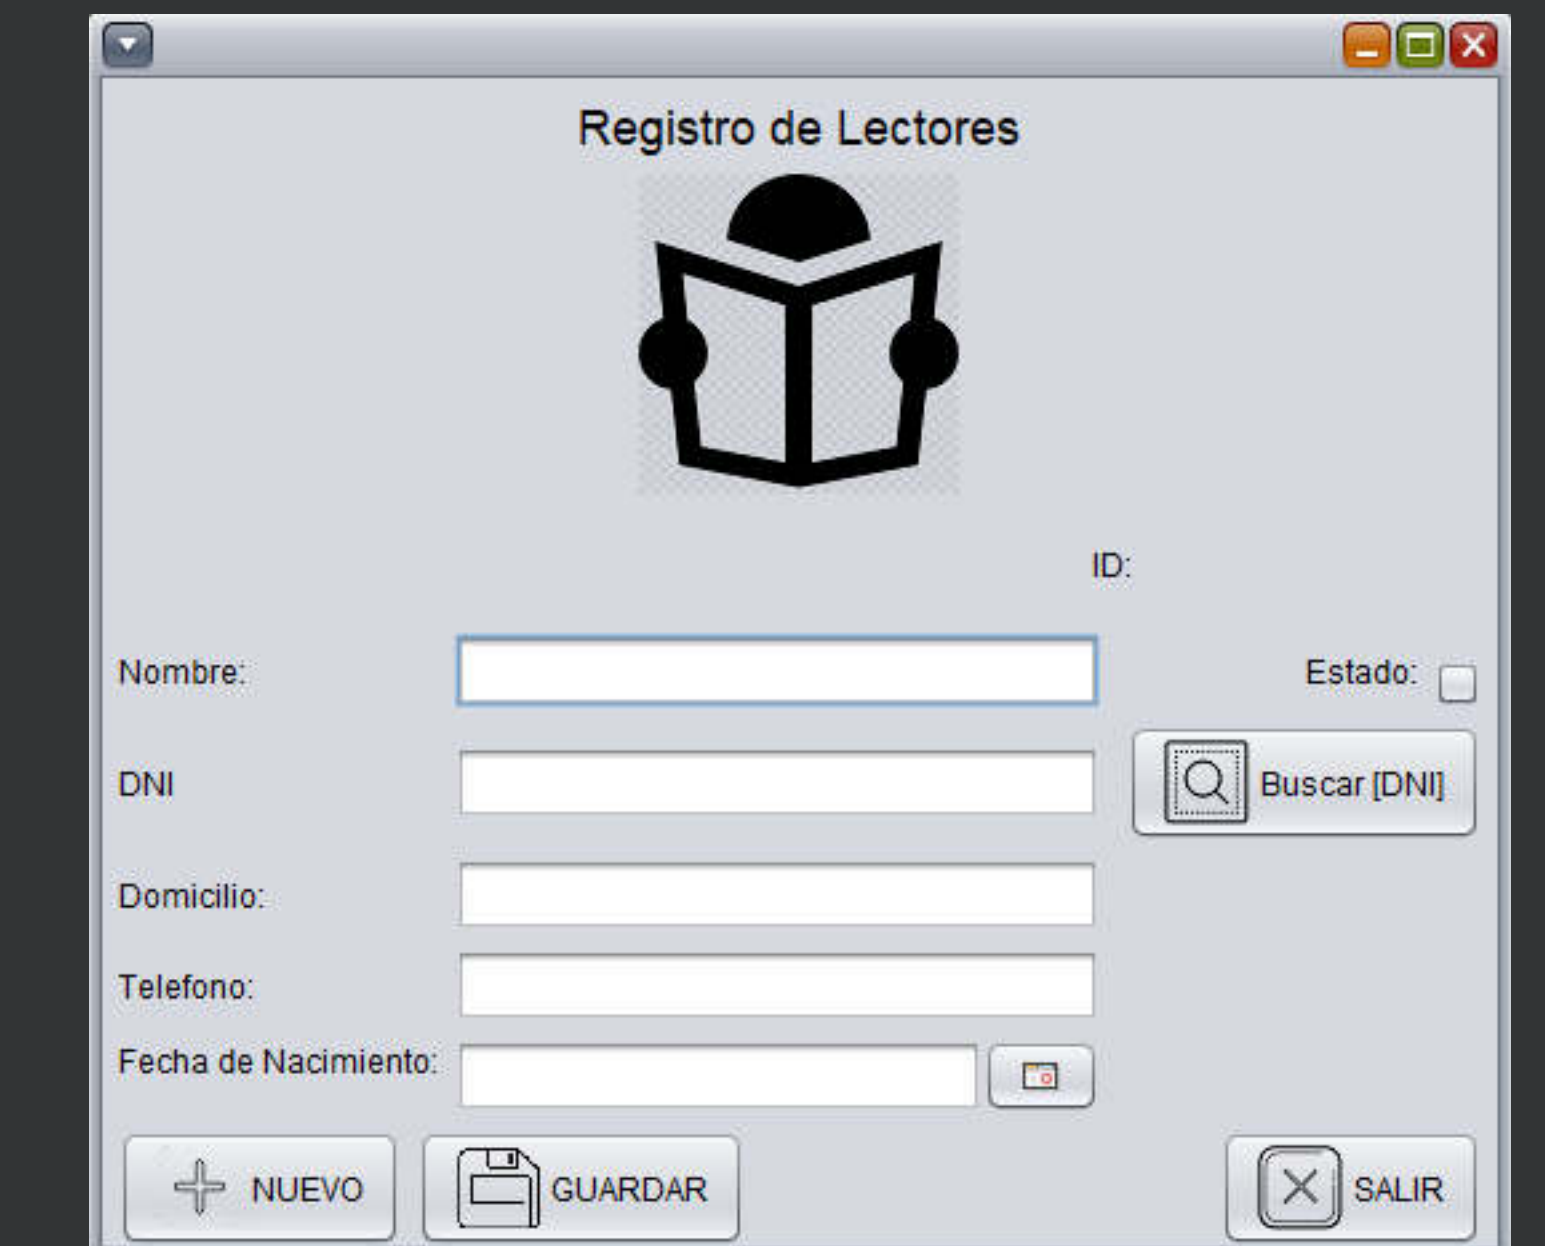 Registro de Lectores
ID:
Nombre:
Estado:
DNI
Buscar [DNI]
Domicilio:
Telefono:
Fecha de Nacimiento:
NUEVO
GUARDAR
SALIR